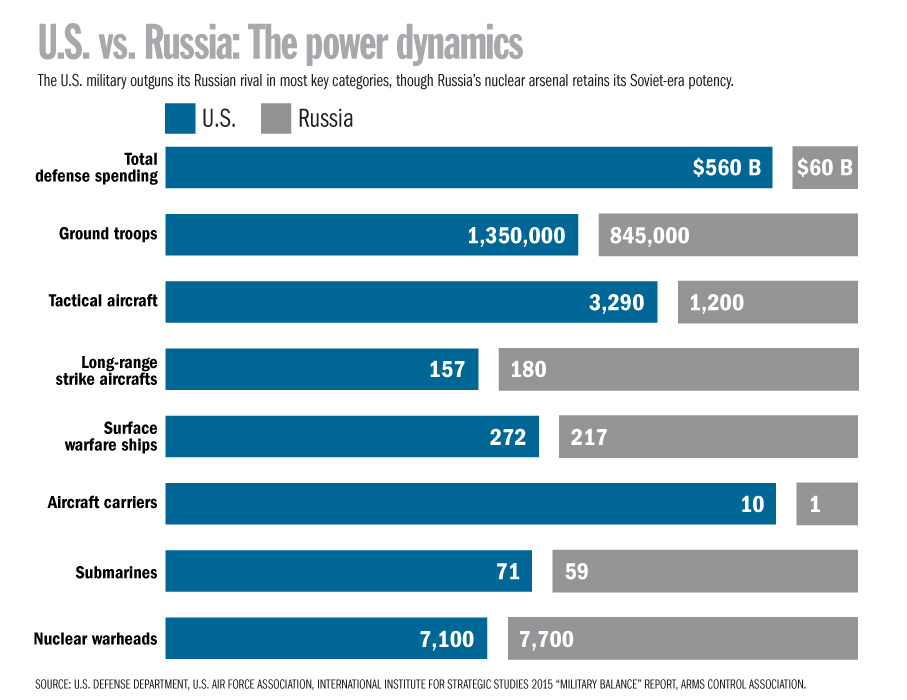 U.S. vs. Russia: The power dynamics
The U.S. military outguns its Russian rival in most key categories, though Russia's nuclear arsenal retains its Soviet-era potency.
U.S. Russia
Total
defense spending
$560 B $60 B
Ground troops 1,350,000 845,000
Tactical aircraft 3,290 1,200
Long-range
strike aircrafts
157 180
Surface
warfare ships
272 217
Aircraft carriers 10 1
Submarines 71 59
Nuclear warheads 7,100 7,700
SOURCE: U.S. DEFENSE DEPARTMENT, U.S. AIR FORCE ASSOCIATION, INTERNATIONAL INSTITUTE FOR STRATEGIC STUDIES 2015 “MILITARY BALANCE” REPORT, ARMS CONTROL ASSOCIATION.